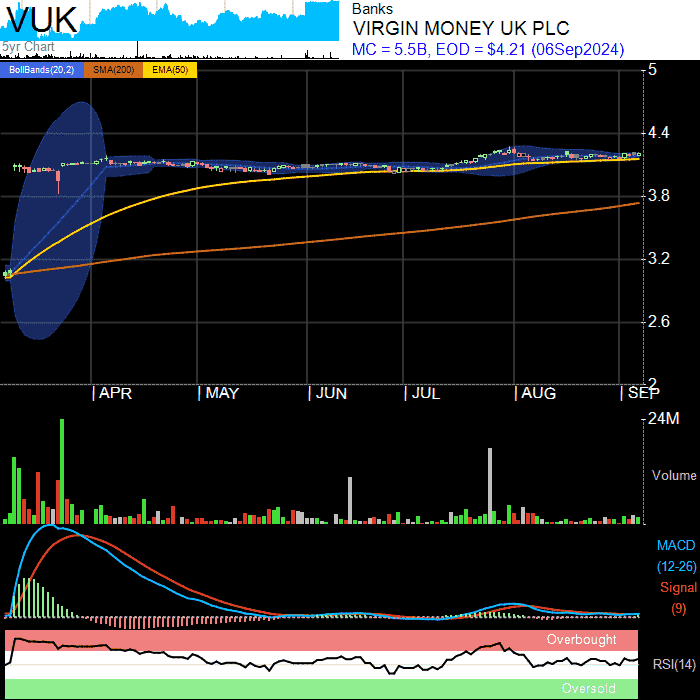 VUK
5yr Chart
Banks
VIRGIN MONEY UK PLC
MC = 5.5B, EOD = $4.21 (06Sep2024)
BollBands(20,2) SMA(200) EMA(50)
5
4.4
3.8
3.2
2.6
2
APR MAY JUN JUL AUG SEP
24M
Volume
MACD
(12-26)
Signal
(9)
Overbought
RSI(14)
Oversold